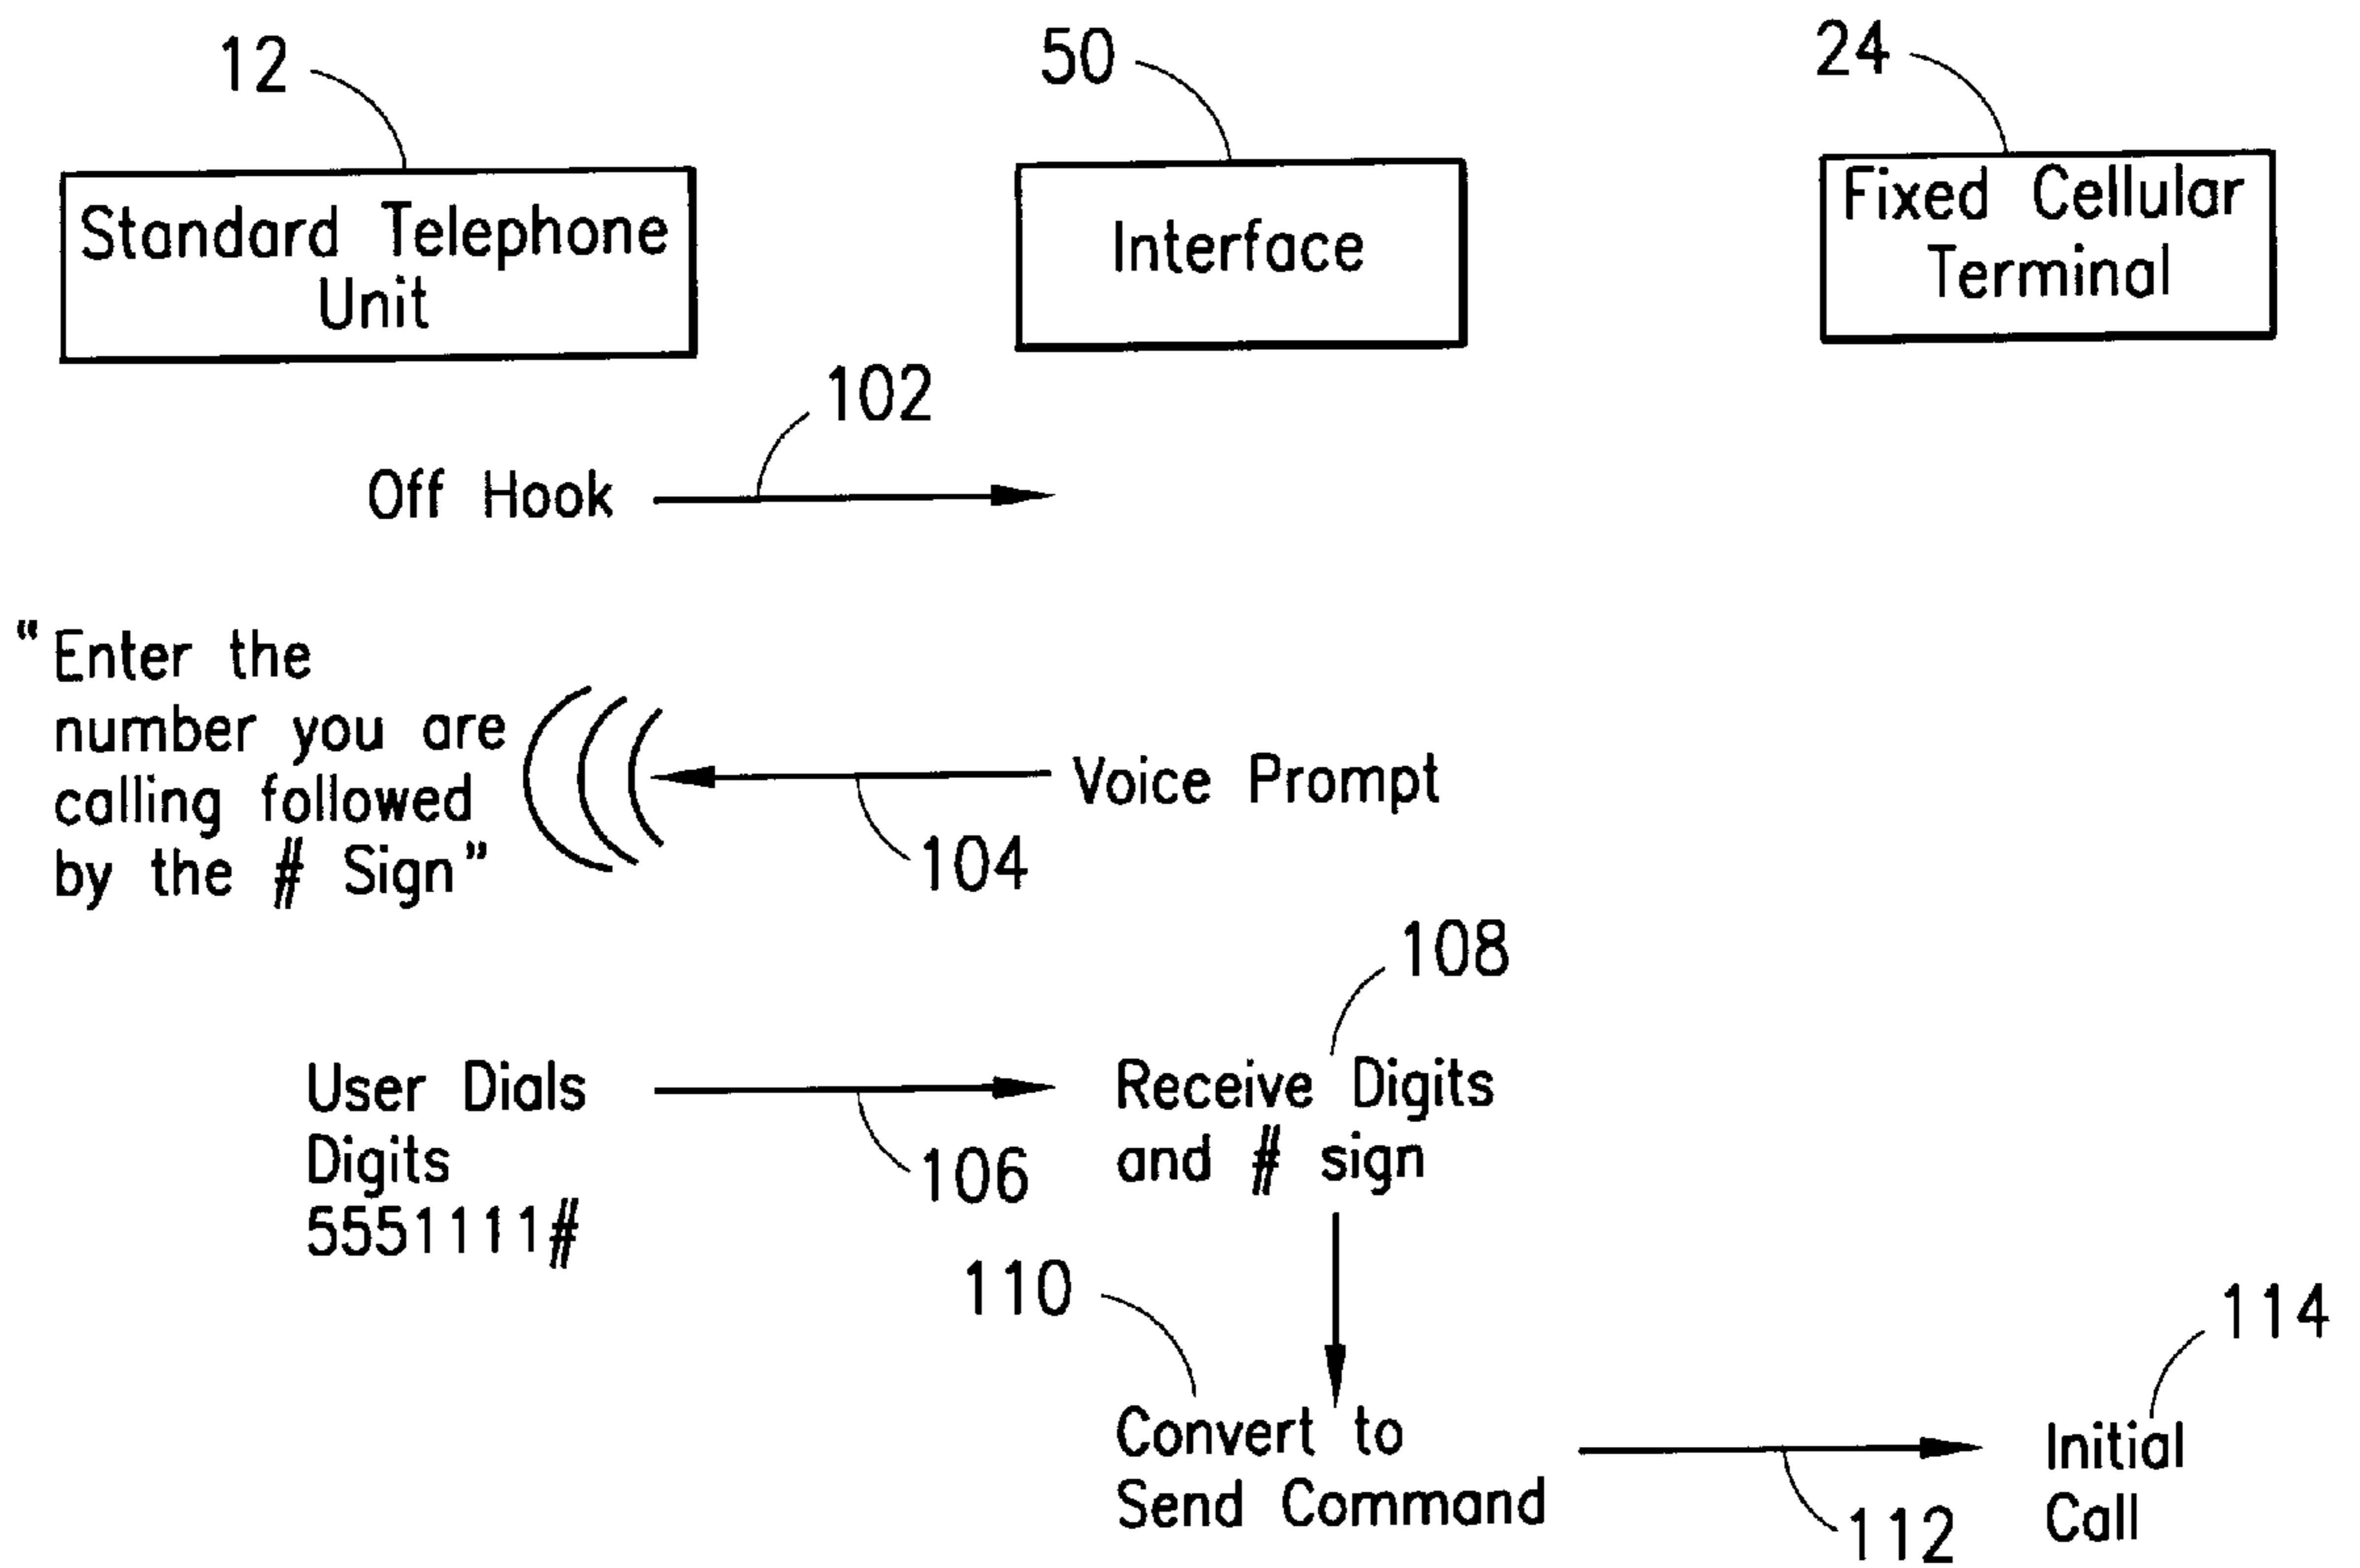 12
50
24
Standard Telephone
Unit
Interface
Fixed Cellular
Terminal
102
Off Hook
"Enter the
number you are
calling followed
by the # Sign"
Voice Prompt
104
108
User Dials
Digits
5551111#
106
Receive Digits
and # sign
110
Convert to
Send Command
112
114
Initial
Call